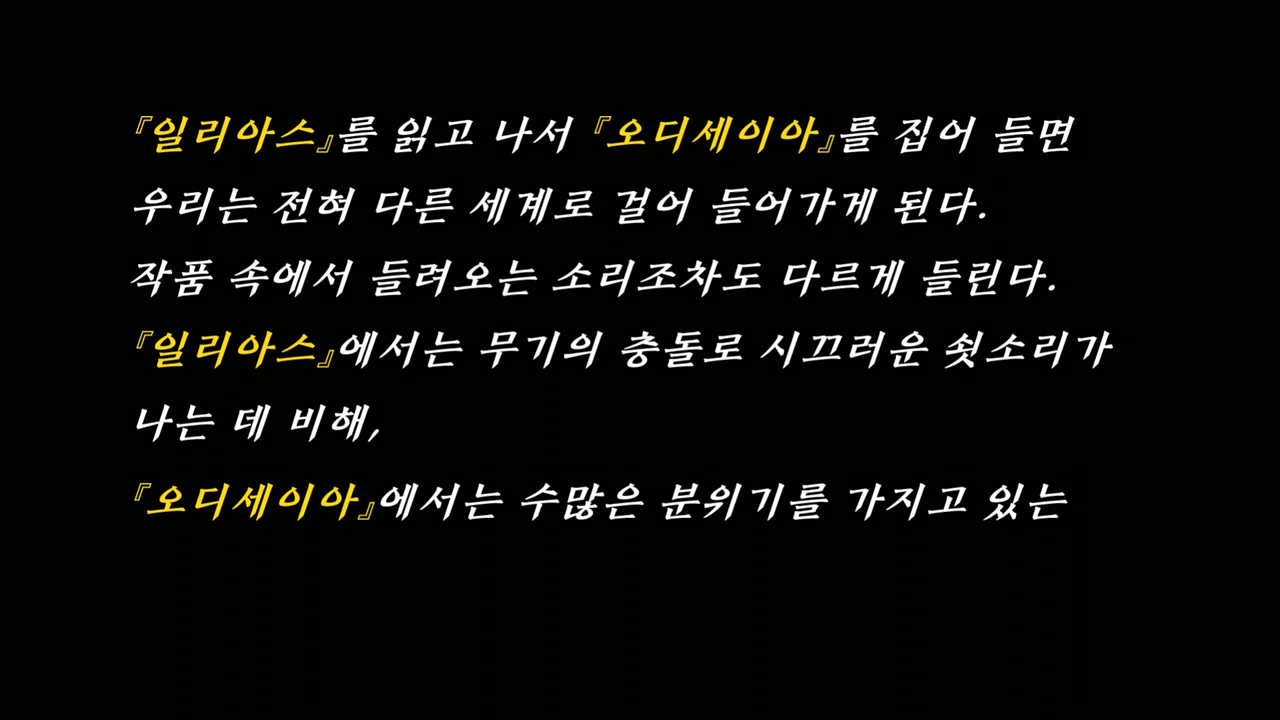 『일리아스』를 읽고 나서 『오디세이아』를 집어 들면
우리는 전혀 다른 세계로 걸어 들어가게 된다.
작품 속에서 들려오는 소리조차도 다르게 들린다.
『일리아스』에서는 무기의 충돌로 시끄러운 쇳소리가
나는 데 비해,
『오디세이아』에서는 수많은 분위기를 가지고 있는